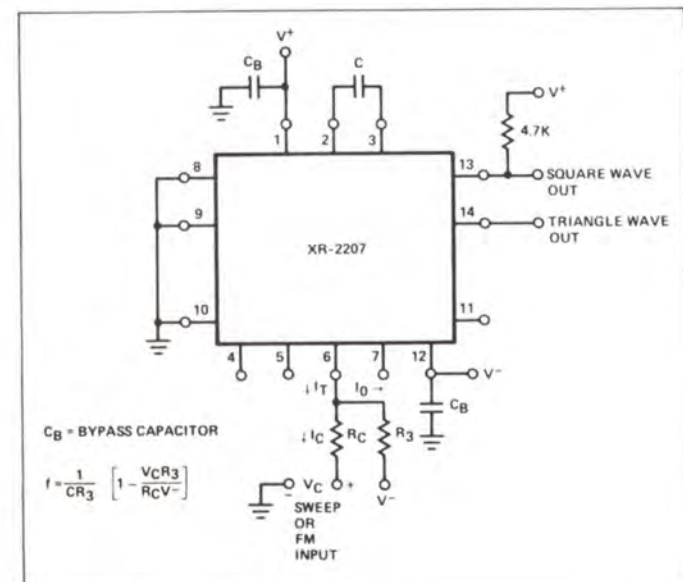 V+
CB
C
V+
4.7K
1
2
3
13
SQUARE WAVE OUT
8
9
14
TRIANGLE WAVE OUT
XR-2207
10
11
4
5
6
7
12
↓IT
IO→
V−
CB
CB = BYPASS CAPACITOR
↓IC
RC
R3
f = 1/CR3 [1 − VCR3/RCV−]
− VC +
V−
SWEEP
OR
FM
INPUT